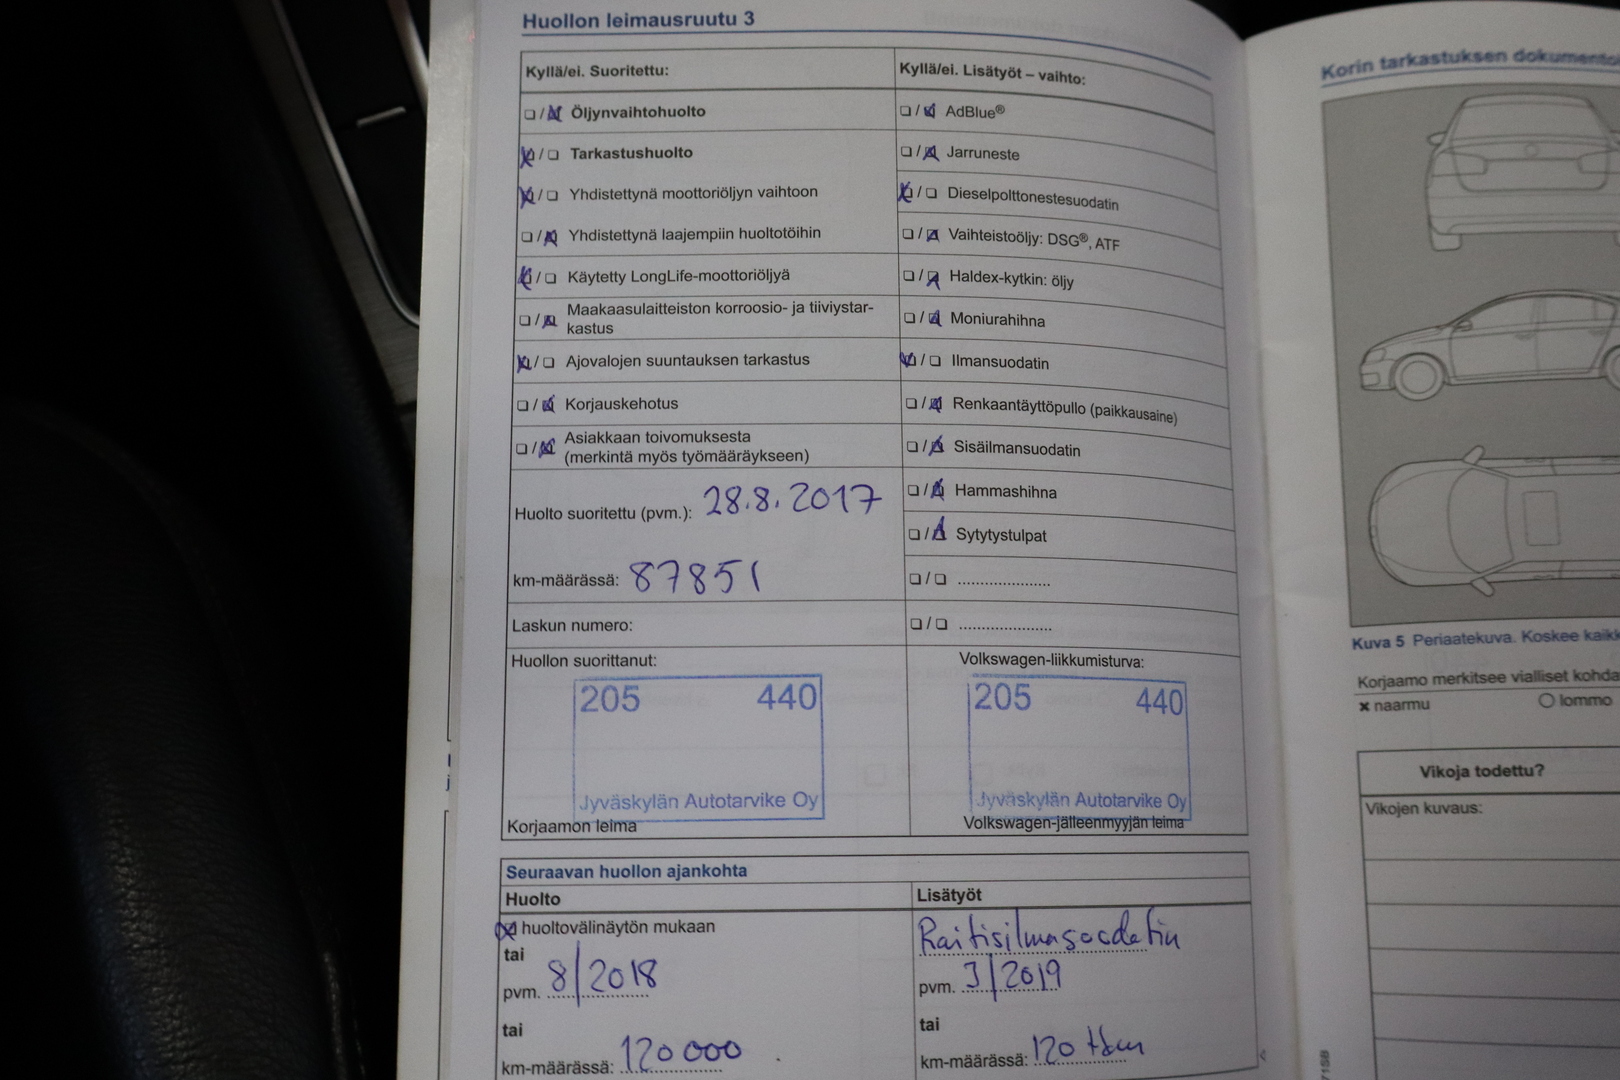 Huollon leimausruutu 3
Kyllä/ei. Suoritettu:
☐/☒ Öljynvaihtohuolto
☒/☐ Tarkastushuolto
☒/☐ Yhdistettynä moottoriöljyn vaihtoon
☐/☒ Yhdistettynä laajempiin huoltotöihin
☒/☐ Käytetty LongLife-moottoriöljyä
☐/☒ Maakaasulaitteiston korroosio- ja tiiviystar-
kastus
☒/☐ Ajovalojen suuntauksen tarkastus
☐/☒ Korjauskehotus
☐/☒ Asiakkaan toivomuksesta
(merkintä myös työmääräykseen)
Huolto suoritettu (pvm.): 28.8.2017
km-määrässä: 87851
Laskun numero:
Kyllä/ei. Lisätyöt – vaihto:
☐/☒ AdBlue®
☐/☒ Jarruneste
☒/☐ Dieselpolttonestesuodatin
☐/☒ Vaihteistoöljy: DSG®, ATF
☐/☒ Haldex-kytkin: öljy
☐/☒ Moniurahihna
☒/☐ Ilmansuodatin
☐/☒ Renkaantäyttöpullo (paikkausaine)
☐/☒ Sisäilmansuodatin
☐/☒ Hammashihna
☐/☒ Sytytystulpat
☐/☐ .....................
☐/☐ .....................
Huollon suorittanut:
205 440
Jyväskylän Autotarvike Oy
Korjaamon leima
Volkswagen-liikkumisturva:
205 440
Jyväskylän Autotarvike Oy
Volkswagen-jälleenmyyjän leima
Seuraavan huollon ajankohta
Huolto
☒ huoltovälinäytön mukaan
tai
pvm. 8/2018
tai
km-määrässä: 120 000
Lisätyöt
Raitisilmasuodatin
pvm. 3/2019
tai
km-määrässä: 120 tkm
Korin tarkastuksen
Kuva 5 Periaatekuva. Koskee
Korjaamo merkitsee vialliset
× naarmu ○ lommo
Vikoja todettu?
Vikojen kuvaus: